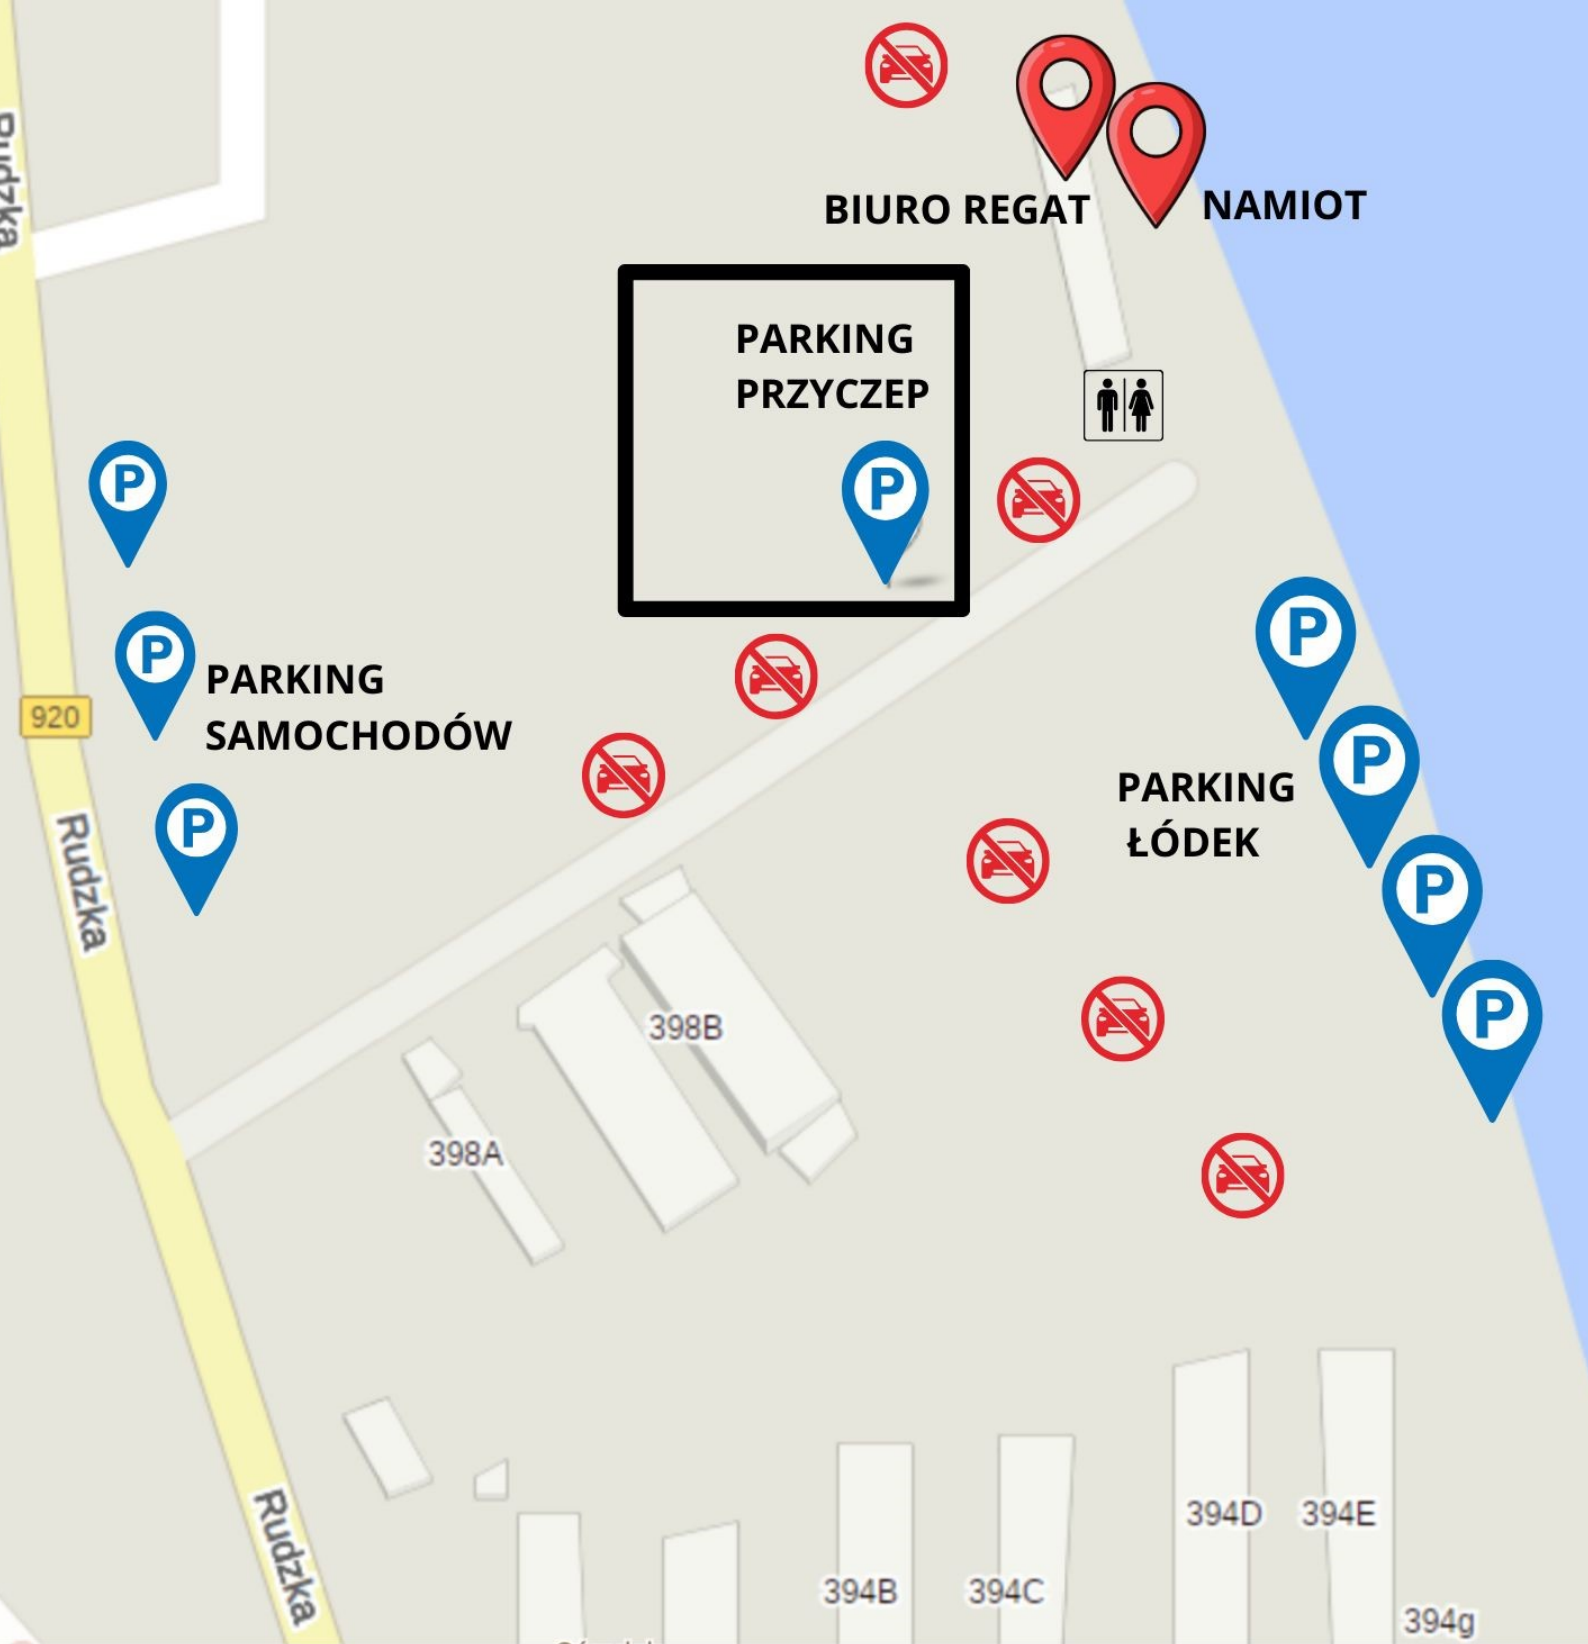 Rudzka
BIURO REGAT
NAMIOT
PARKING
PRZYCZEP
P
P
P
P
PARKING
SAMOCHODÓW
920
P
P
PARKING
ŁÓDEK
P
Rudzka
P
P
398B
398A
Rudzka
394D
394E
394B
394C
394g